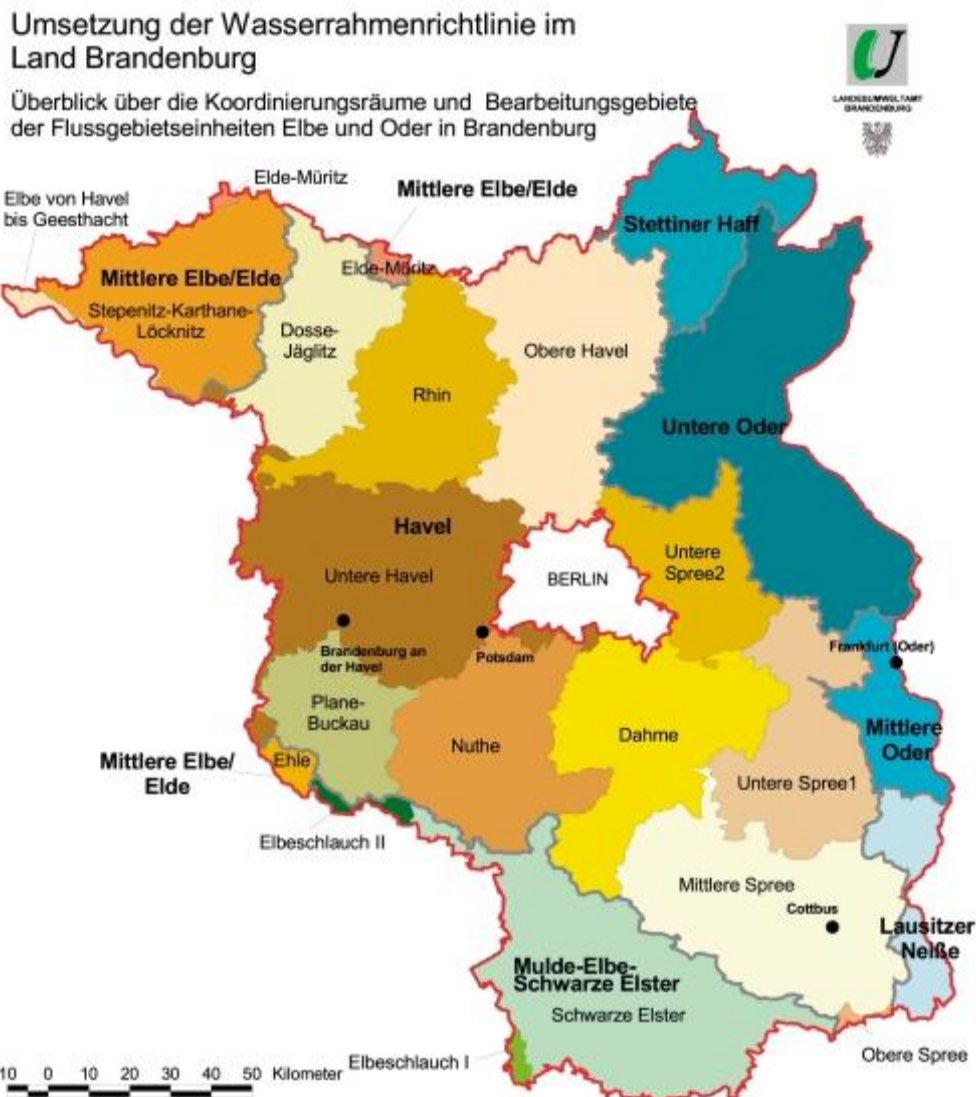 Umsetzung der Wasserrahmenrichtlinie im
Land Brandenburg
Überblick über die Koordinierungsräume und Bearbeitungsgebiete
der Flussgebietseinheiten Elbe und Oder in Brandenburg
LANDESUMWELTAMT
BRANDENBURG
Elbe von Havel
bis Geesthacht
Elde-Müritz
Mittlere Elbe/Elde
Stettiner Haff
Mittlere Elbe/Elde
Elde-Müritz
Stepenitz-Karthane-
Löcknitz
Dosse-
Jäglitz
Obere Havel
Rhin
Untere Oder
Havel
Untere Havel
BERLIN
Untere
Spree2
Brandenburg an
der Havel
Potsdam
Frankfurt (Oder)
Plane-
Buckau
Nuthe
Dahme
Mittlere
Oder
Mittlere Elbe/
Elde
Ehle
Untere Spree1
Elbeschlauch II
Mittlere Spree
Cottbus
Lausitzer
Neiße
Mulde-Elbe-
Schwarze Elster
Schwarze Elster
Elbeschlauch I
Obere Spree
10 0 10 20 30 40 50 Kilometer